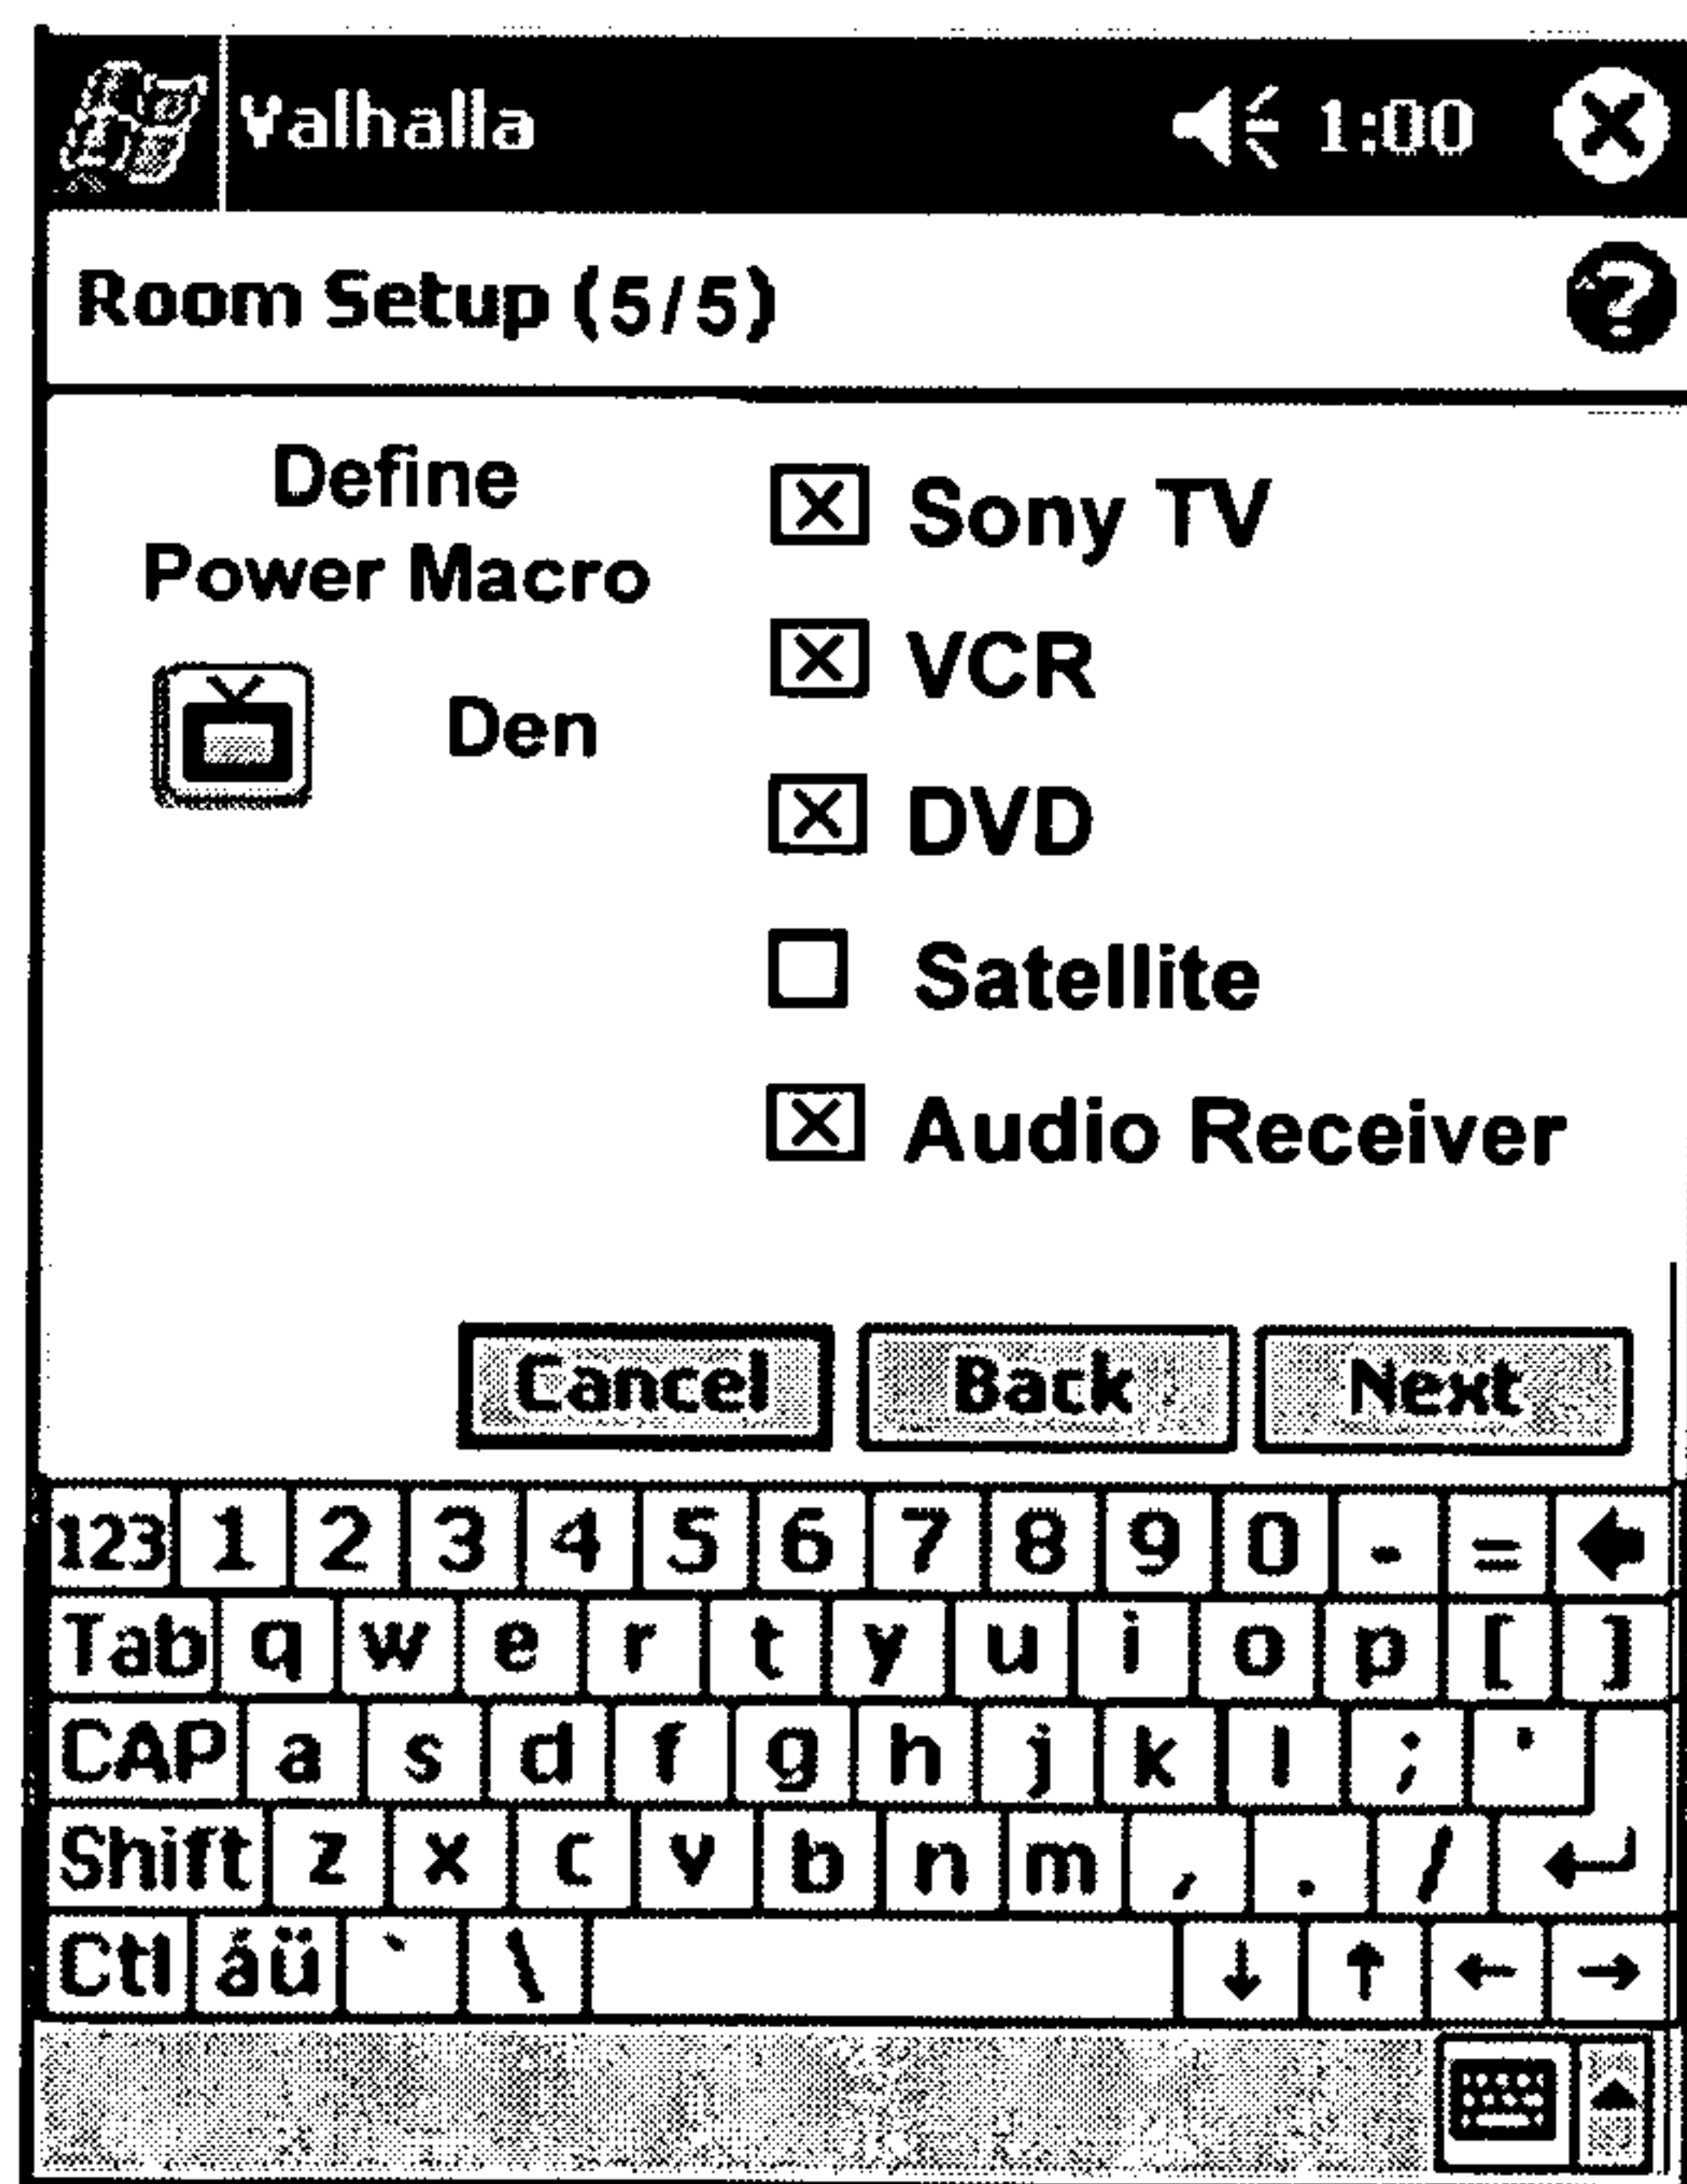 Valhalla 1:00
Room Setup (5/5) ?
Define
Power Macro
Den
Sony TV
VCR
DVD
Satellite
Audio Receiver
Cancel Back Next
123 1 2 3 4 5 6 7 8 9 0 - =
Tab q w e r t y u i o p [ ]
CAP a s d f g h j k l ; '
Shift z x c v b n m , . /
Ctl áü ` \